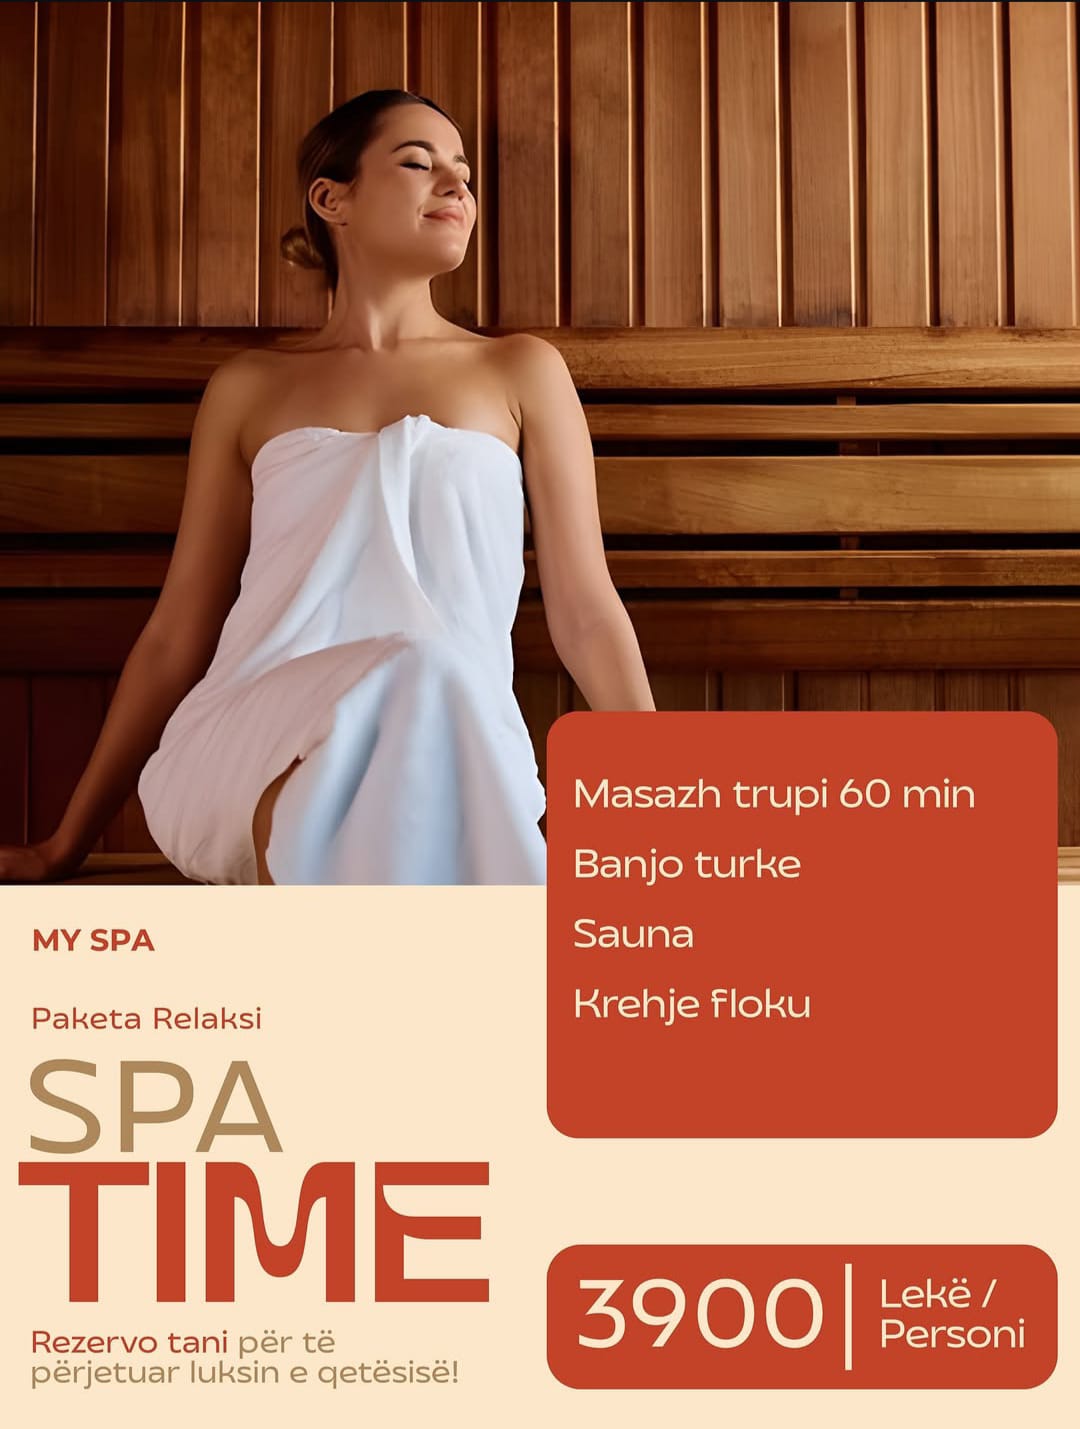 MY SPA
Paketa Relaksi
SPA
TIME
Rezervo tani për të
përjetuar luksin e qetësisë!
Masazh trupi 60 min
Banjo turke
Sauna
Krehje floku
3900
Lekë /
Personi